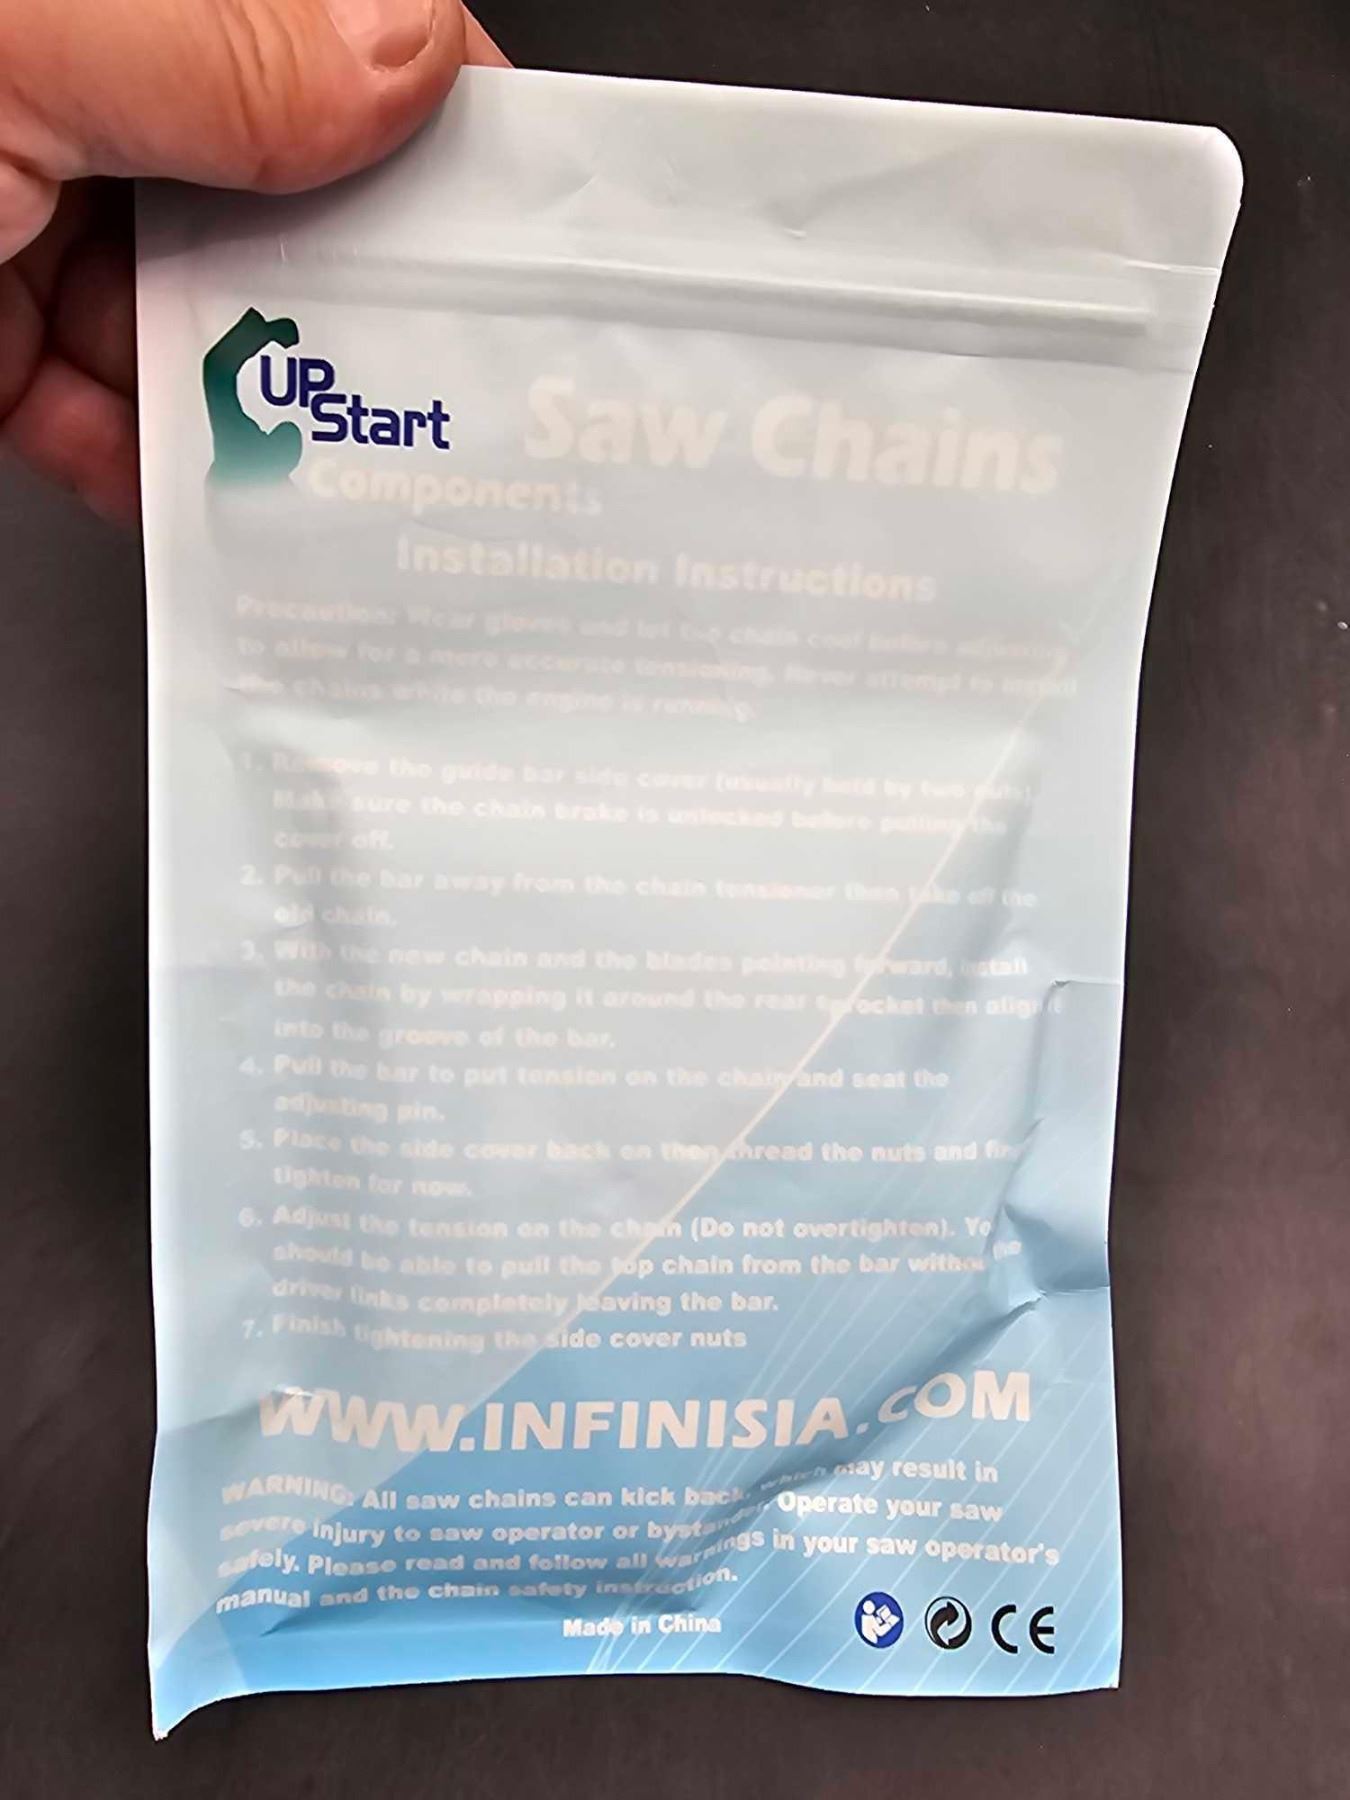 UPStart
Saw Chains
Components
Installation Instructions
Precaution: Wear gloves and let the chain cool before adjusting
to allow for a more accurate tensioning. Never attempt to install
the chains while the engine is running.
1. Remove the guide bar side cover (usually held by two nuts).
Make sure the chain brake is unlocked before pulling the
cover off.
2. Pull the bar away from the chain tensioner then take off the
old chain.
3. With the new chain and the blades pointing forward, install
the chain by wrapping it around the rear sprocket then align it
into the groove of the bar.
4. Pull the bar to put tension on the chain and seat the
adjusting pin.
5. Place the side cover back on then thread the nuts and
tighten for now.
6. Adjust the tension on the chain (Do not overtighten). You
should be able to pull the top chain from the bar without the
driver links completely leaving the bar.
7. Finish tightening the side cover nuts
WWW.INFINISIA.COM
WARNING: All saw chains can kick back, which may result in
severe injury to saw operator or bystander. Operate your saw
safely. Please read and follow all warnings in your saw operator's
manual and the chain safety instruction.
Made in China
CE